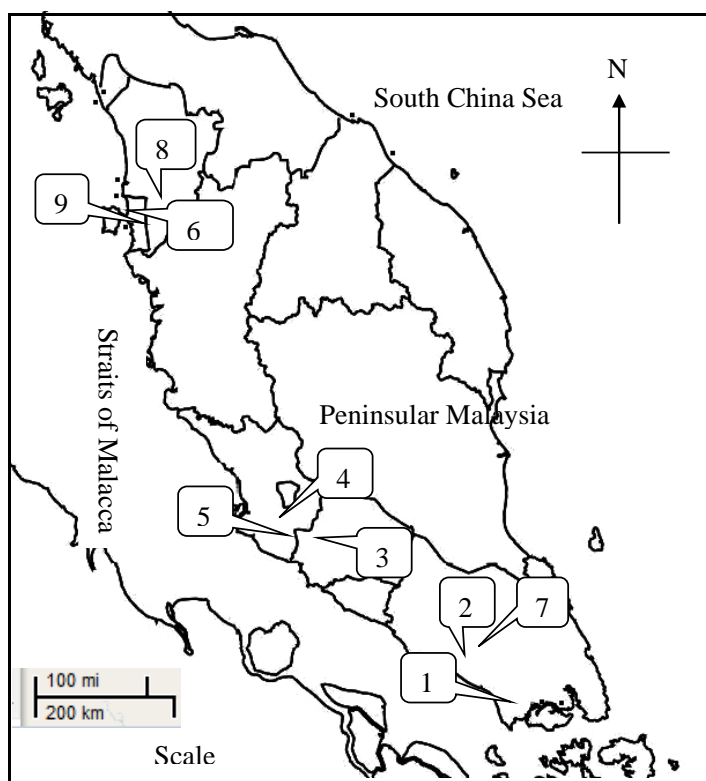 N
South China Sea
8
9
6
Straits of Malacca
Peninsular Malaysia
4
5
3
2
7
1
100 mi
200 km
Scale